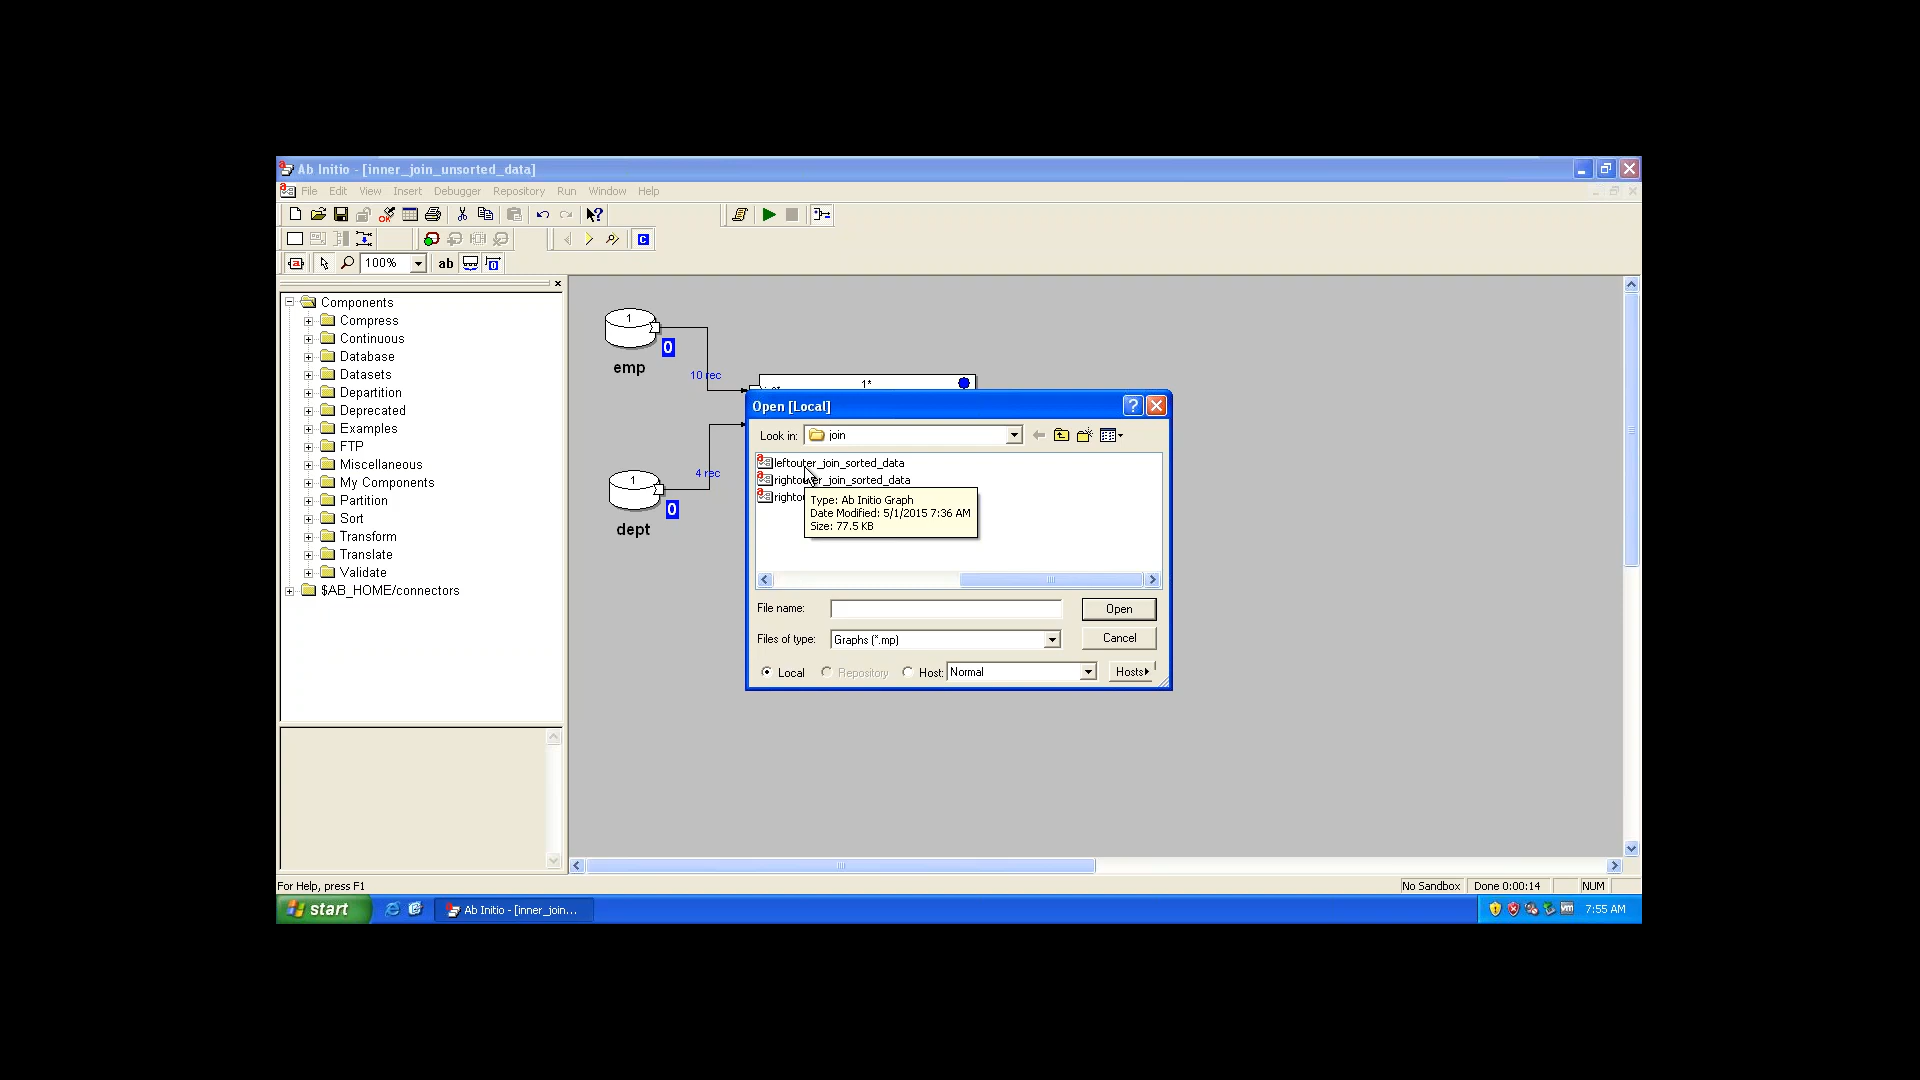 Ab Initio - [inner_join_unsorted_data]
File Edit View Insert Debugger Repository Run Window Help
100%
ab
Components
Compress
Continuous
Database
Datasets
Departition
Deprecated
Examples
FTP
Miscellaneous
My Components
Partition
Sort
Transform
Translate
Validate
$AB_HOME/connectors
1
0
emp
10 rec
1*
1
4 rec
0
dept
Open [Local]
Look in: join
leftouter_join_sorted_data
rightouter_join_sorted_data
righto
Type: Ab Initio Graph
Date Modified: 5/1/2015 7:36 AM
Size: 77.5 KB
File name:
Open
Files of type: Graphs (*.mp)
Cancel
Local Repository Host: Normal Hosts
For Help, press F1
No Sandbox Done 0:00:14 NUM
start
Ab Initio - [inner_join...
7:55 AM